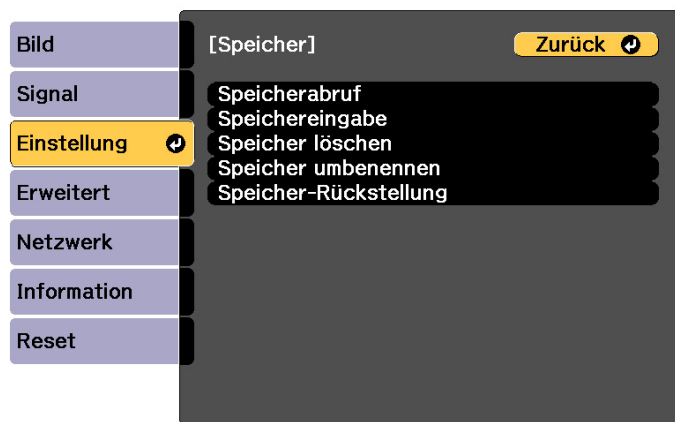 Bild
Signal
Einstellung
Erweitert
Netzwerk
Information
Reset
[Speicher]
Zurück
Speicherabruf
Speichereingabe
Speicher löschen
Speicher umbenennen
Speicher-Rückstellung